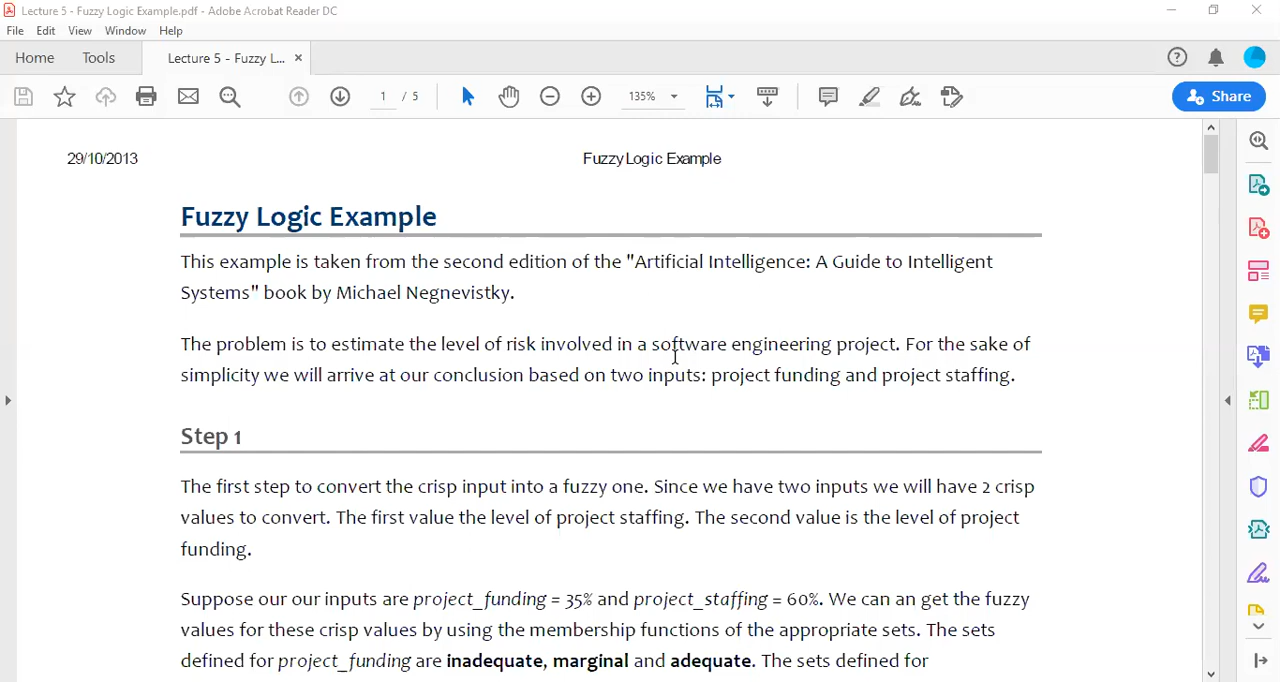 Lecture 5 - Fuzzy Logic Example.pdf - Adobe Acrobat Reader DC
File Edit View Window Help
Home Tools Lecture 5 - Fuzzy L... ×
1 / 5 135% Share
29/10/2013 Fuzzy Logic Example
Fuzzy Logic Example
This example is taken from the second edition of the "Artificial Intelligence: A Guide to Intelligent
Systems" book by Michael Negnevistky.
The problem is to estimate the level of risk involved in a software engineering project. For the sake of
simplicity we will arrive at our conclusion based on two inputs: project funding and project staffing.
Step 1
The first step to convert the crisp input into a fuzzy one. Since we have two inputs we will have 2 crisp
values to convert. The first value the level of project staffing. The second value is the level of project
funding.
Suppose our our inputs are project_funding = 35% and project_staffing = 60%. We can an get the fuzzy
values for these crisp values by using the membership functions of the appropriate sets. The sets
defined for project_funding are inadequate, marginal and adequate. The sets defined for